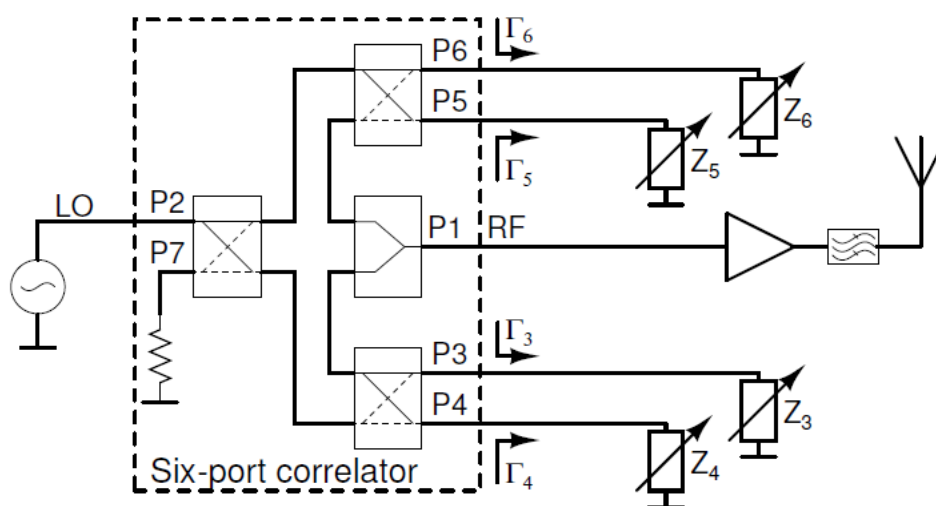 P6
Γ6
P5
Z6
Γ5
Z5
LO
P2
P1
RF
P7
Γ3
P3
P4
Z3
Six-port correlator
Γ4
Z4